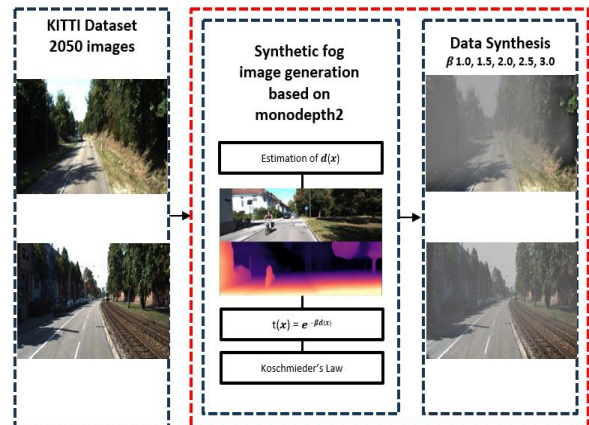 KITTI Dataset
2050 images
Synthetic fog
image generation
based on
monodepth2
Estimation of d(x)
t(x) = e^{-βd(x)}
Koschmieder's Law
Data Synthesis
β 1.0, 1.5, 2.0, 2.5, 3.0